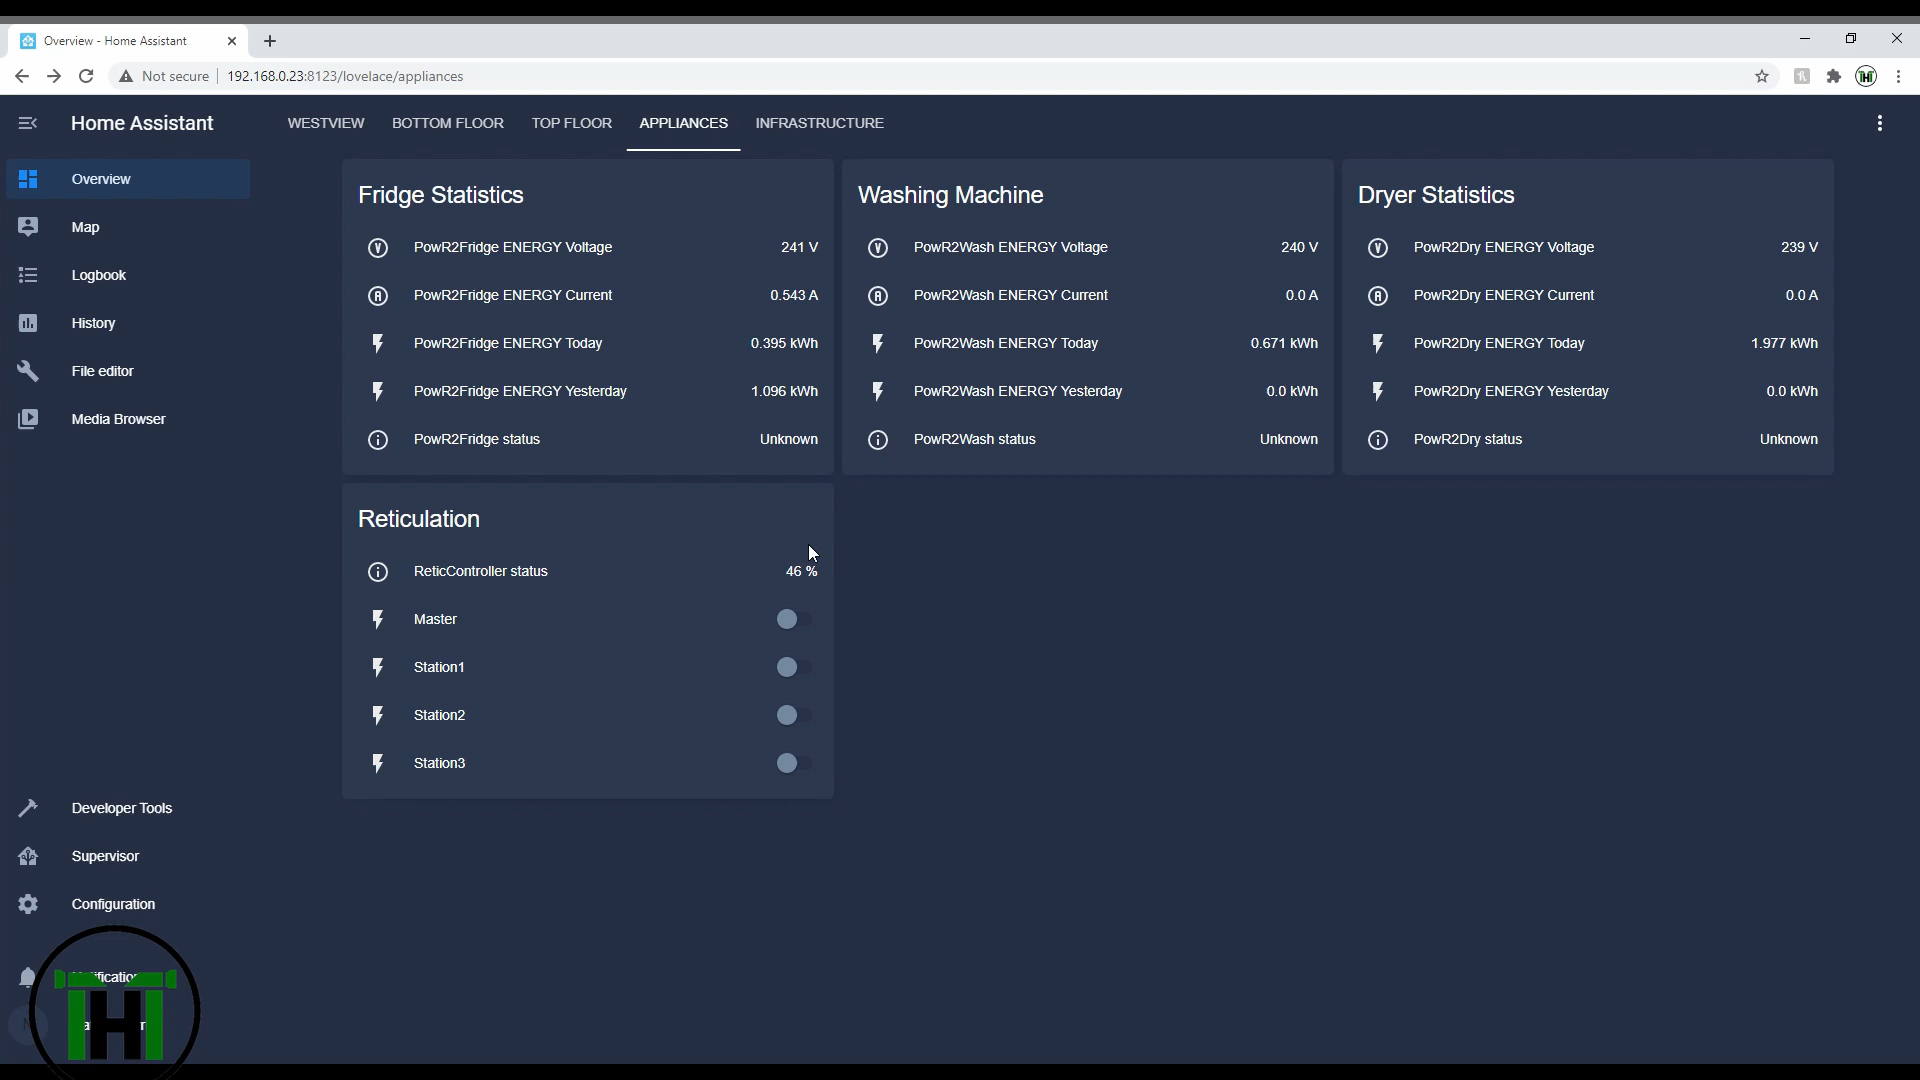 Overview - Home Assistant
Not secure
192.168.0.23:8123/lovelace/appliances
Home Assistant
WESTVIEW
BOTTOM FLOOR
TOP FLOOR
APPLIANCES
INFRASTRUCTURE
Overview
Map
Logbook
History
File editor
Media Browser
Developer Tools
Supervisor
Configuration
Fridge Statistics
PowR2Fridge ENERGY Voltage 241 V
PowR2Fridge ENERGY Current 0.543 A
PowR2Fridge ENERGY Today 0.395 kWh
PowR2Fridge ENERGY Yesterday 1.096 kWh
PowR2Fridge status Unknown
Washing Machine
PowR2Wash ENERGY Voltage 240 V
PowR2Wash ENERGY Current 0.0 A
PowR2Wash ENERGY Today 0.671 kWh
PowR2Wash ENERGY Yesterday 0.0 kWh
PowR2Wash status Unknown
Dryer Statistics
PowR2Dry ENERGY Voltage 239 V
PowR2Dry ENERGY Current 0.0 A
PowR2Dry ENERGY Today 1.977 kWh
PowR2Dry ENERGY Yesterday 0.0 kWh
PowR2Dry status Unknown
Reticulation
ReticController status 46 %
Master
Station1
Station2
Station3
THT